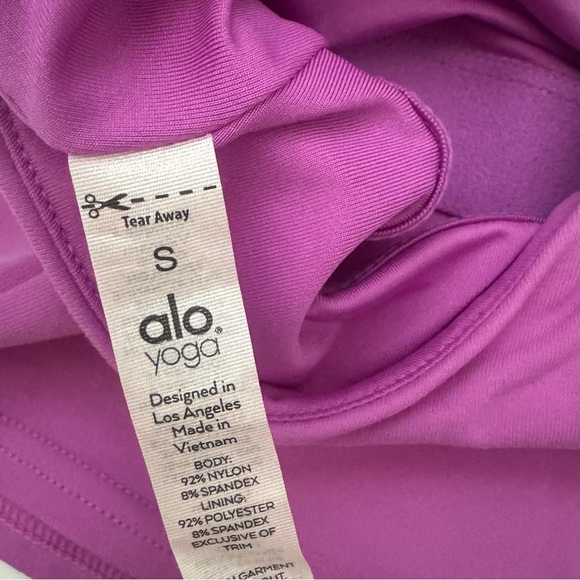 Tear Away
S
alo®
yoga
Designed in
Los Angeles
Made in
Vietnam
BODY:
92% NYLON
8% SPANDEX
LINING:
92% POLYESTER
8% SPANDEX
EXCLUSIVE OF
TRIM
GARMENT